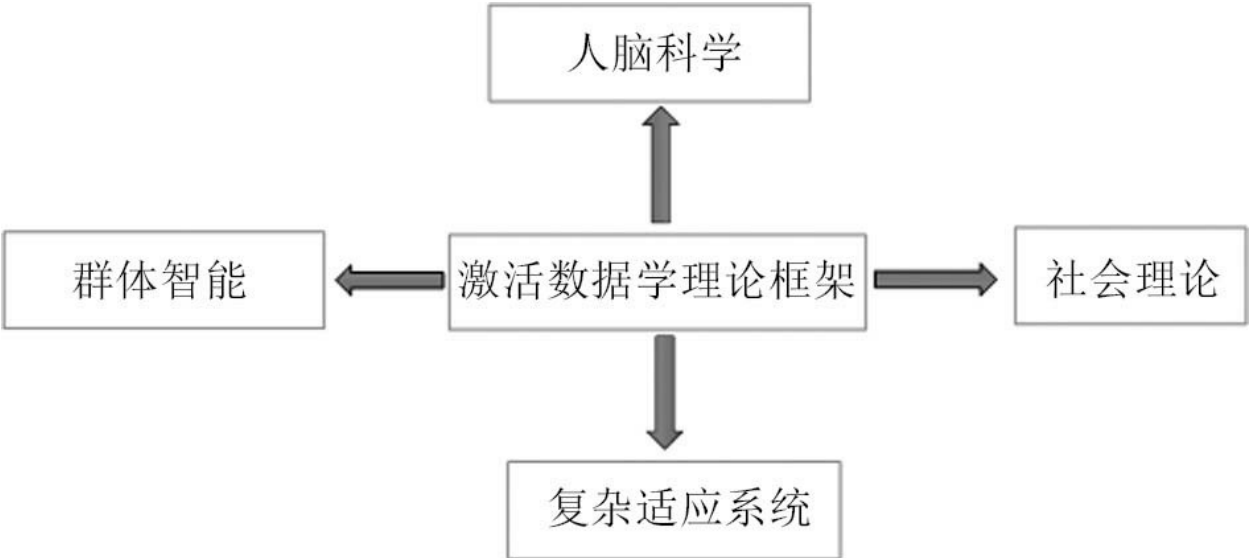 人脑科学
群体智能
激活数据学理论框架
社会理论
复杂适应系统